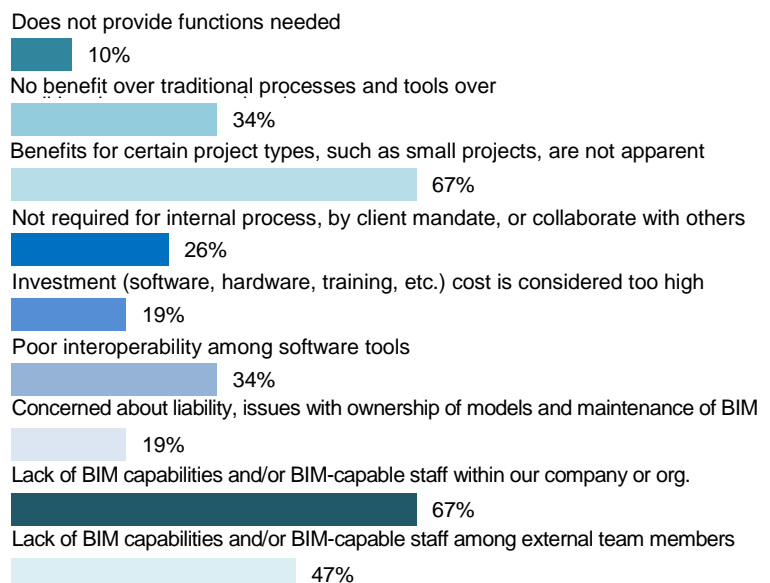 Does not provide functions needed
10%
No benefit over traditional processes and tools over
34%
Benefits for certain project types, such as small projects, are not apparent
67%
Not required for internal process, by client mandate, or collaborate with others
26%
Investment (software, hardware, training, etc.) cost is considered too high
19%
Poor interoperability among software tools
34%
Concerned about liability, issues with ownership of models and maintenance of BIM
19%
Lack of BIM capabilities and/or BIM-capable staff within our company or org.
67%
Lack of BIM capabilities and/or BIM-capable staff among external team members
47%